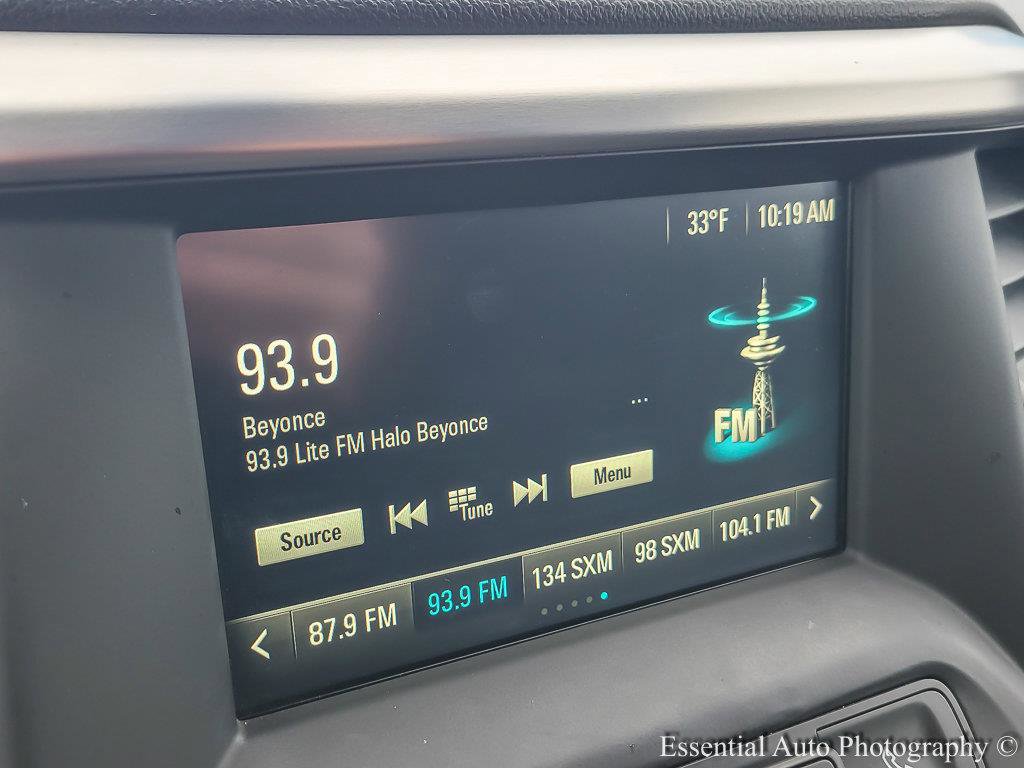 33°F 10:19 AM
93.9
Beyonce
93.9 Lite FM Halo Beyonce
...
FM
Source Tune Menu
87.9 FM 93.9 FM 134 SXM 98 SXM 104.1 FM
Essential Auto Photography ©